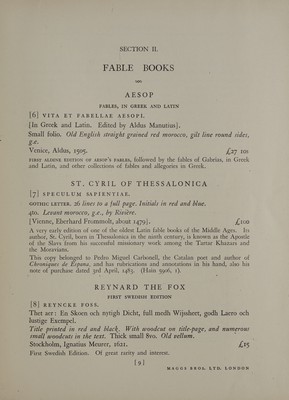 SECTION II.
FABLE BOOKS
AESOP
FABLES, IN GREEK AND LATIN
[6] VITA ET FABELLAE AESOPI.
[In Greek and Latin. Edited by Aldus Manutius].
Small folio. Old English straight grained red morocco, gilt line round sides,
g.e.
Venice, Aldus, 1505. £27 10s
FIRST ALDINE EDITION OF AESOP'S FABLES, followed by the fables of Gabrias, in Greek
and Latin, and other collections of fables and allegories in Greek.
ST. CYRIL OF THESSALONICA
[7] SPECULUM SAPIENTIAE.
GOTHIC LETTER. 26 lines to a full page. Initials in red and blue.
4to. Levant morocco, g.e., by Rivière.
[Vienne, Eberhard Frommolt, about 1479]. £100
A very early edition of one of the oldest Latin fable books of the Middle Ages. Its
author, St. Cyril, born in Thessalonica in the ninth century, is known as the Apostle
of the Slavs from his successful missionary work among the Tartar Khazars and
the Moravians.
This copy belonged to Pedro Miguel Carbonell, the Catalan poet and author of
Chroniques de Espana, and has rubrications and annotations in his hand, also his
note of purchase dated 3rd April, 1485. (Hain 5906, 1).
REYNARD THE FOX
FIRST SWEDISH EDITION
[8] REYNCKE FOSS.
Thet arr: En Skoen och nyttigh Dicht, full medh Wijsheet, godh Laero och
lustige Exempel.
Title printed in red and black. With woodcut on title-page, and numerous
small woodcuts in the text. Thick small 8vo. Old vellum.
Stockholm, Ignatius Meurer, 1621. £25
First Swedish Edition. Of great rarity and interest.
[9]
MAGGS BROS. LTD. LONDON